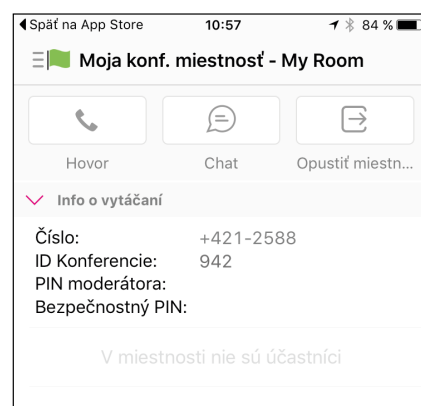 Späť na App Store 10:57 84 %
Moja konf. miestnosť - My Room
Hovor Chat Opustiť miestn...
Info o vytáčaní
Číslo: +421-2588
ID Konferencie: 942
PIN moderátora:
Bezpečnostný PIN:
V miestnosti nie sú účastníci